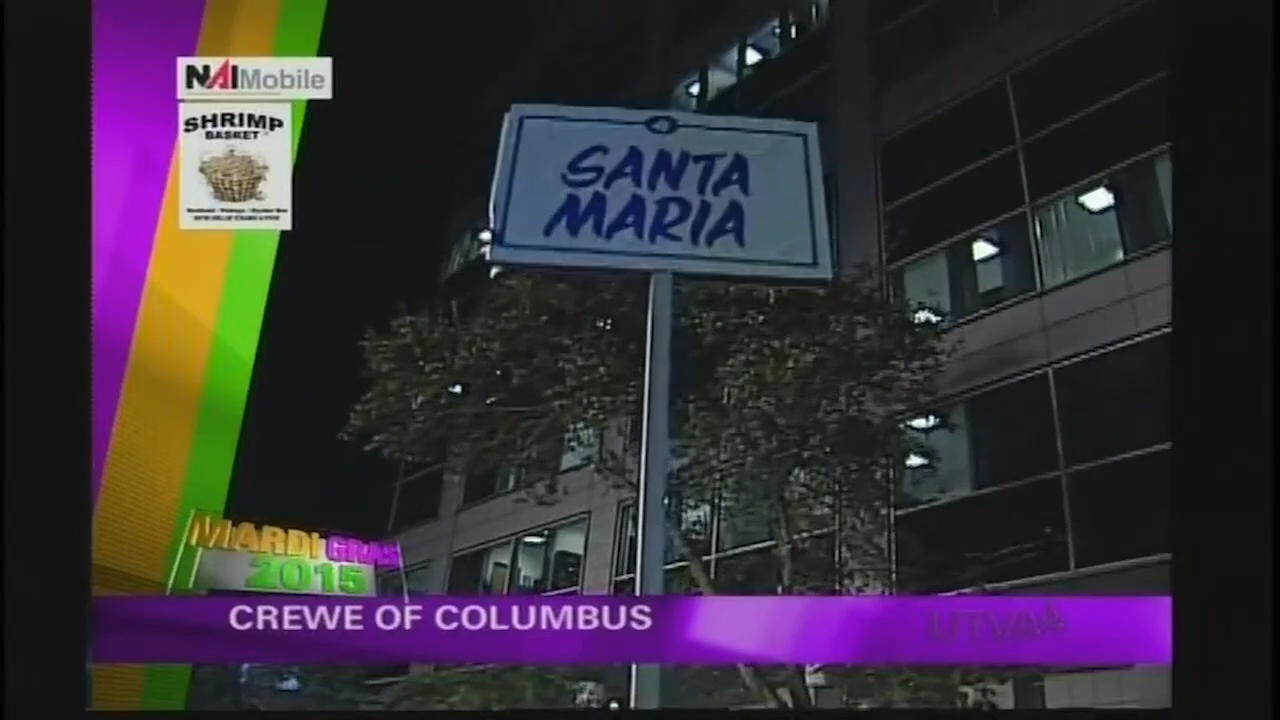 NAI Mobile
SHRIMP
BASKET
SANTA
MARIA
MARDI GRAS
2015
CREWE OF COLUMBUS
UTV44